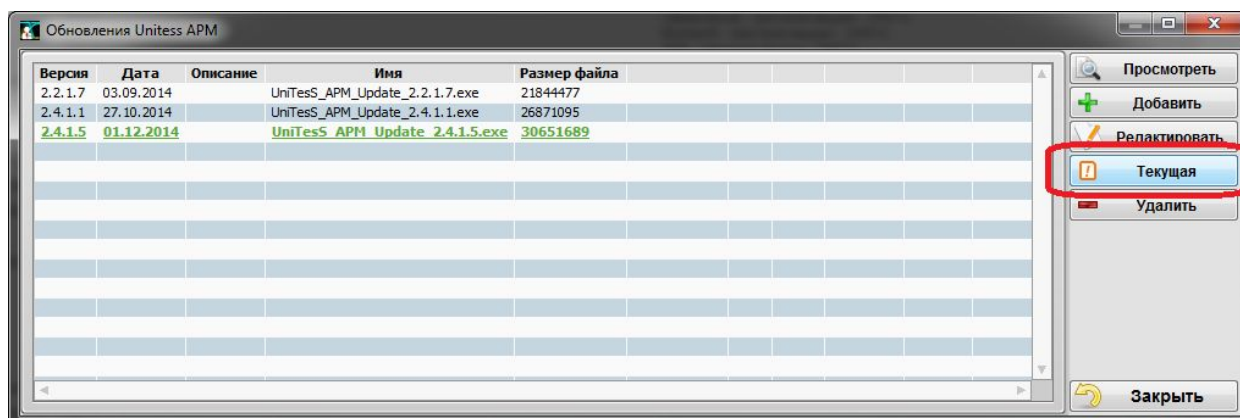 Обновления Unitess APM
Версия Дата Описание Имя Размер файла
2.2.1.7 03.09.2014 UniTesS_APM_Update_2.2.1.7.exe 21844477
2.4.1.1 27.10.2014 UniTesS_APM_Update_2.4.1.1.exe 26871095
2.4.1.5 01.12.2014 UniTesS_APM_Update_2.4.1.5.exe 30651689
Просмотреть
Добавить
Редактировать
Текущая
Удалить
Закрыть